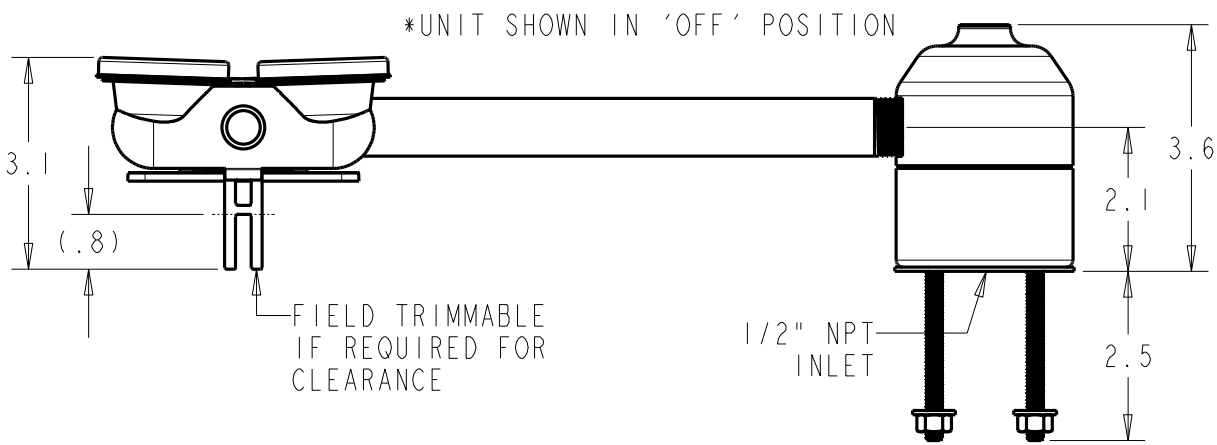 *UNIT SHOWN IN 'OFF' POSITION
3.1
(.8)
FIELD TRIMMABLE
IF REQUIRED FOR
CLEARANCE
3.6
2.1
1/2" NPT
INLET
2.5